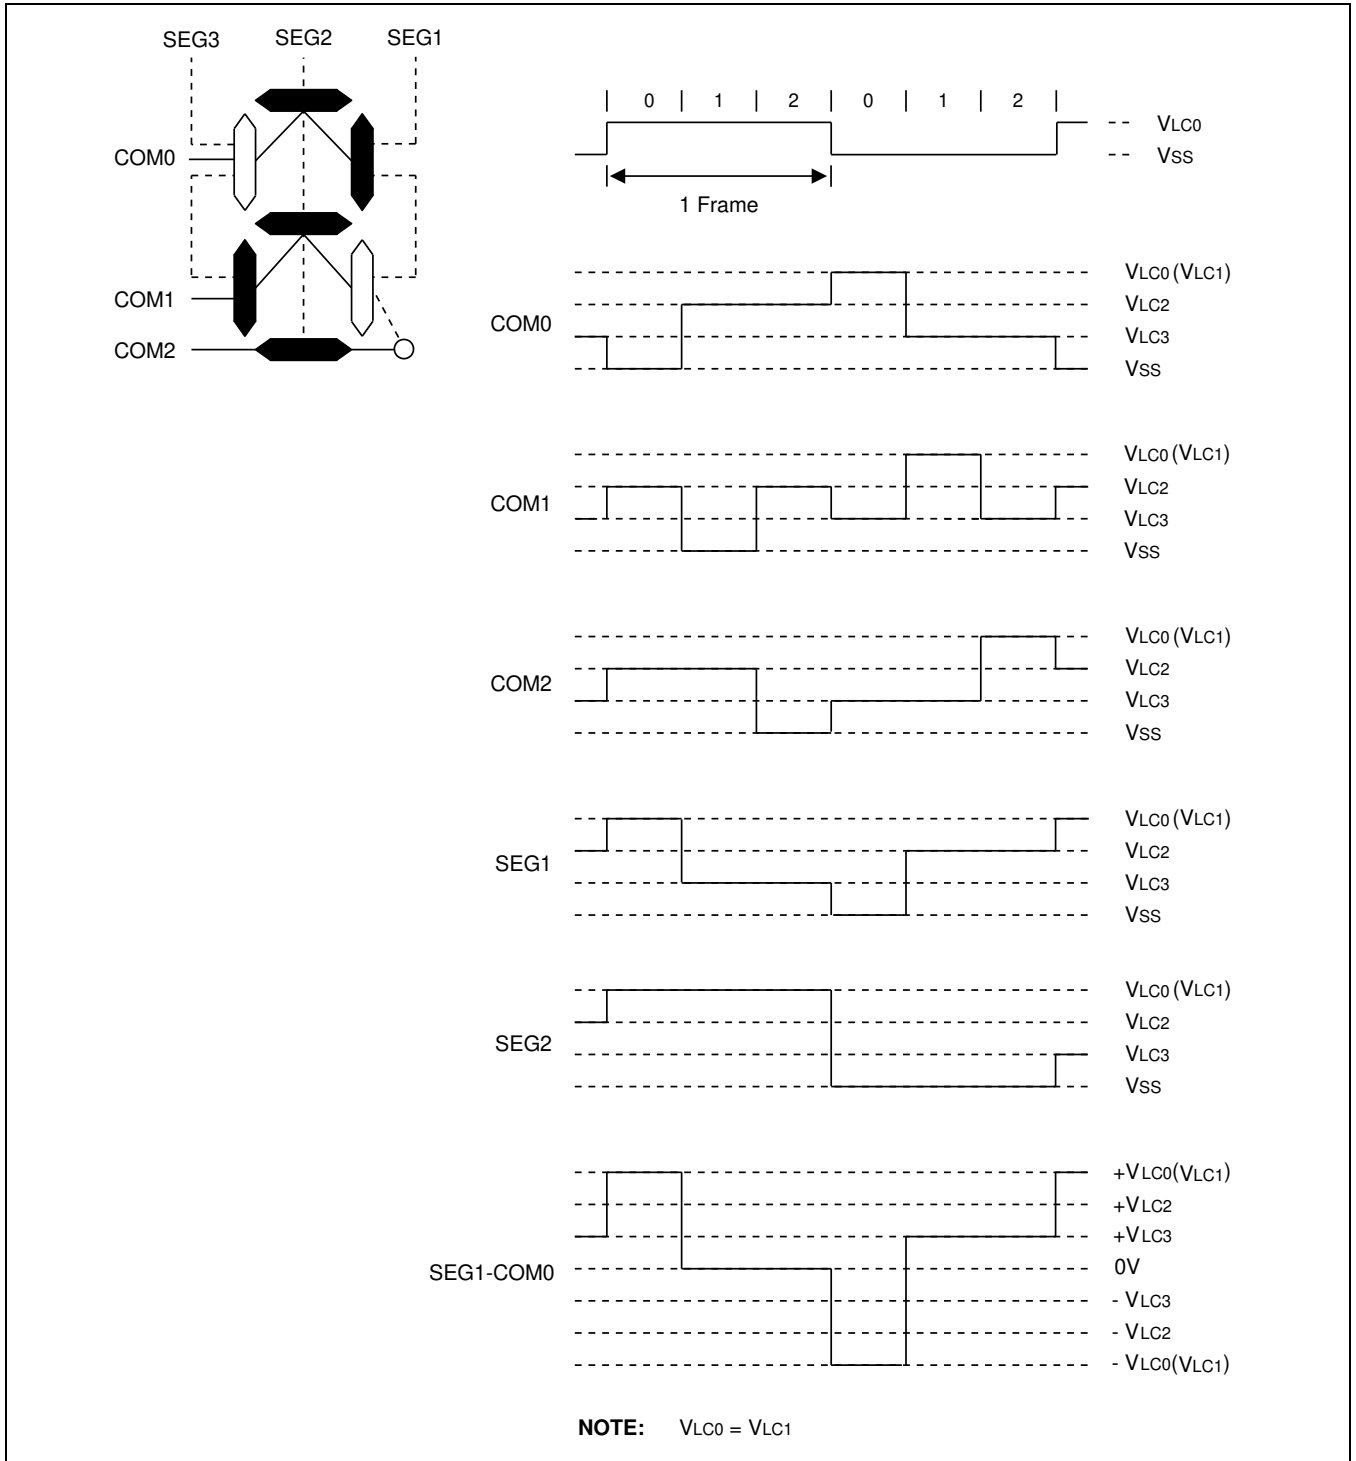 SEG3 SEG2 SEG1
COM0
COM1
COM2
0 1 2 0 1 2
VLC0
VSS
1 Frame
COM0
VLC0 (VLC1)
VLC2
VLC3
VSS
COM1
VLC0 (VLC1)
VLC2
VLC3
VSS
COM2
VLC0 (VLC1)
VLC2
VLC3
VSS
SEG1
VLC0 (VLC1)
VLC2
VLC3
VSS
SEG2
VLC0 (VLC1)
VLC2
VLC3
VSS
SEG1-COM0
+VLC0(VLC1)
+VLC2
+VLC3
0V
- VLC3
- VLC2
- VLC0(VLC1)
NOTE: VLC0 = VLC1